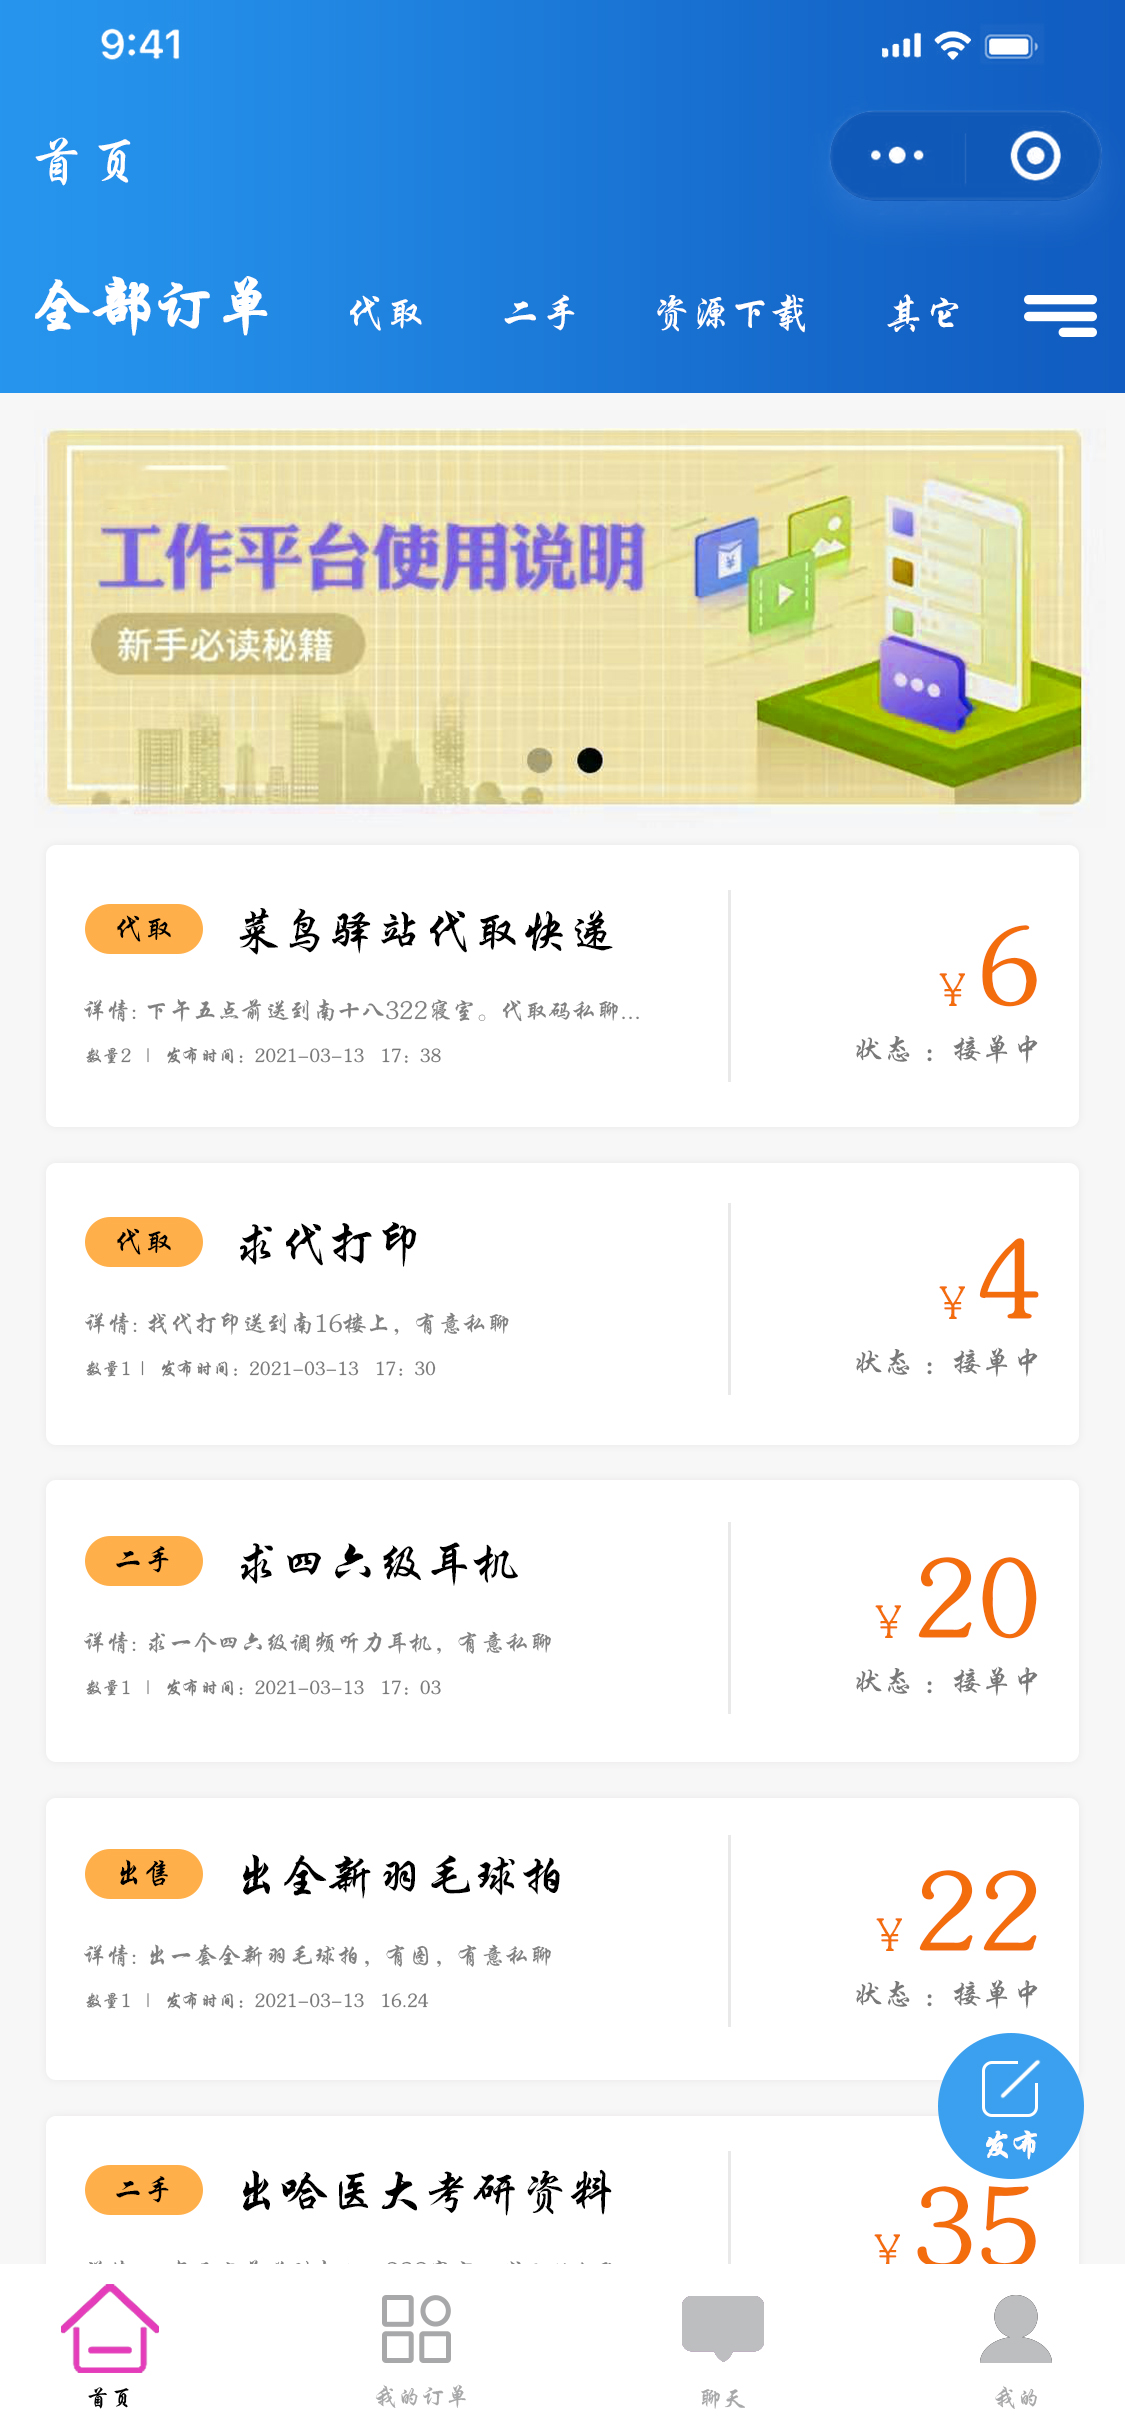 9:41
首页
全部订单 代取 二手 资源下载 其它
工作平台使用说明
新手必读秘籍
代取 菜鸟驿站代取快递
¥6
详情: 下午五点前送到南十八322寝室。代取码私聊...
状态 : 接单中
数量2 | 发布时间: 2021-03-13 17: 38
代取 求代打印
¥4
详情: 找代打印送到南16楼上, 有意私聊
状态 : 接单中
数量1 | 发布时间: 2021-03-13 17: 30
二手 求四六级耳机
¥20
详情: 求一个四六级调频听力耳机, 有意私聊
状态 : 接单中
数量1 | 发布时间: 2021-03-13 17: 03
出售 出全新羽毛球拍
¥22
详情: 出一套全新羽毛球拍, 有图, 有意私聊
状态 : 接单中
数量1 | 发布时间: 2021-03-13 16.24
发布
二手 出哈医大考研资料
¥35
首页 我的订单 聊天 我的